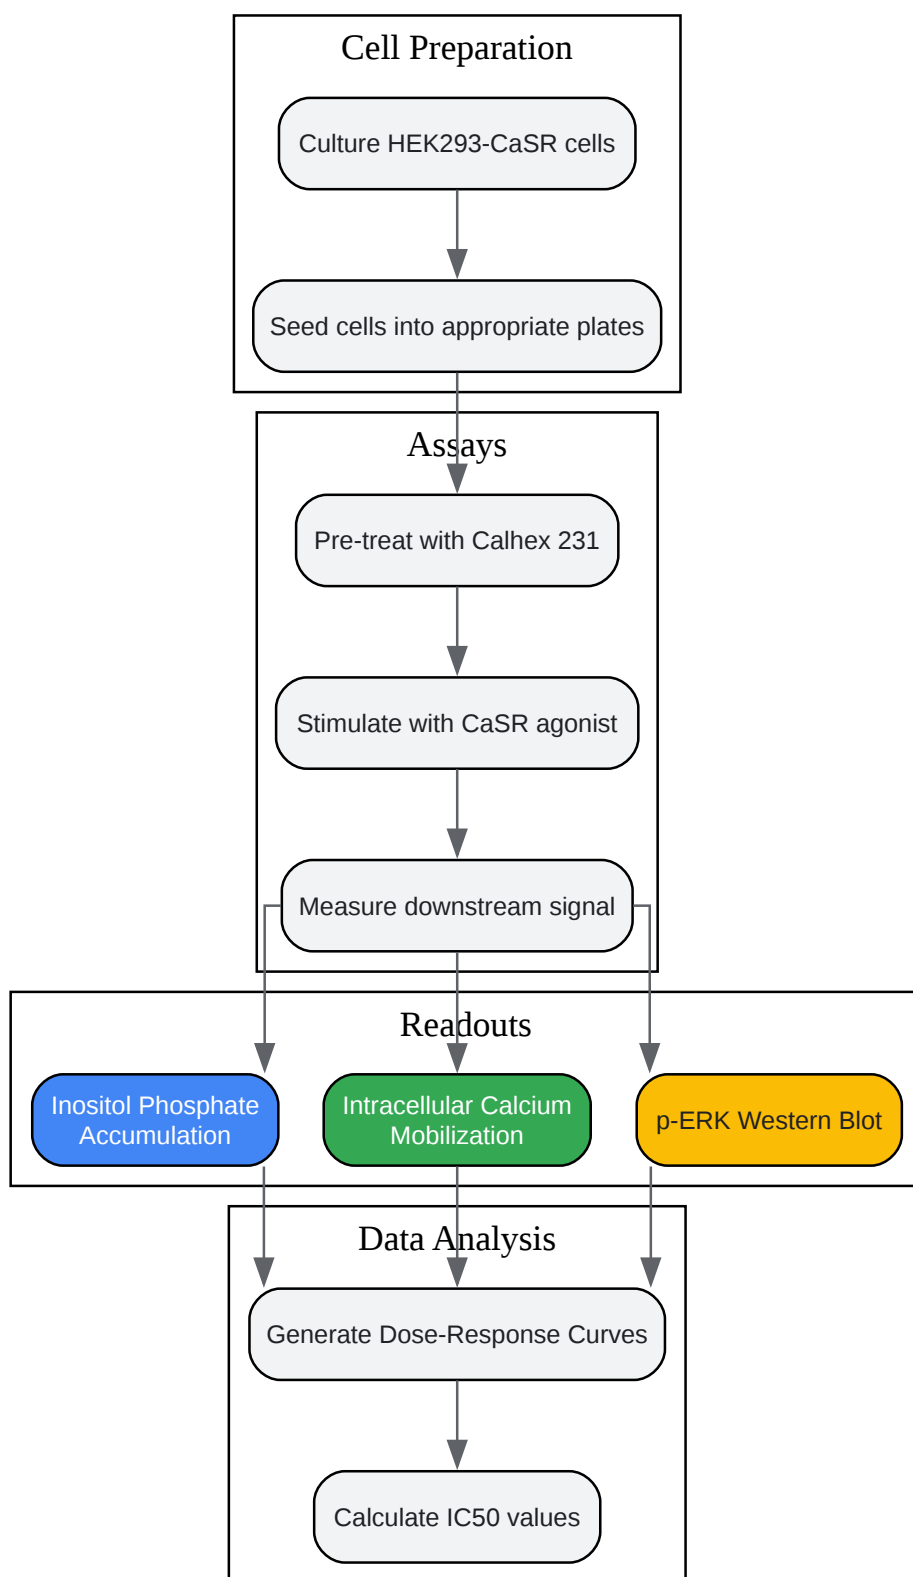 Cell Preparation
Culture HEK293-CaSR cells
Seed cells into appropriate plates
Assays
Pre-treat with Calhex 231
Stimulate with CaSR agonist
Measure downstream signal
Readouts
Inositol Phosphate
Accumulation
Intracellular Calcium
Mobilization
p-ERK Western Blot
Data Analysis
Generate Dose-Response Curves
Calculate IC50 values